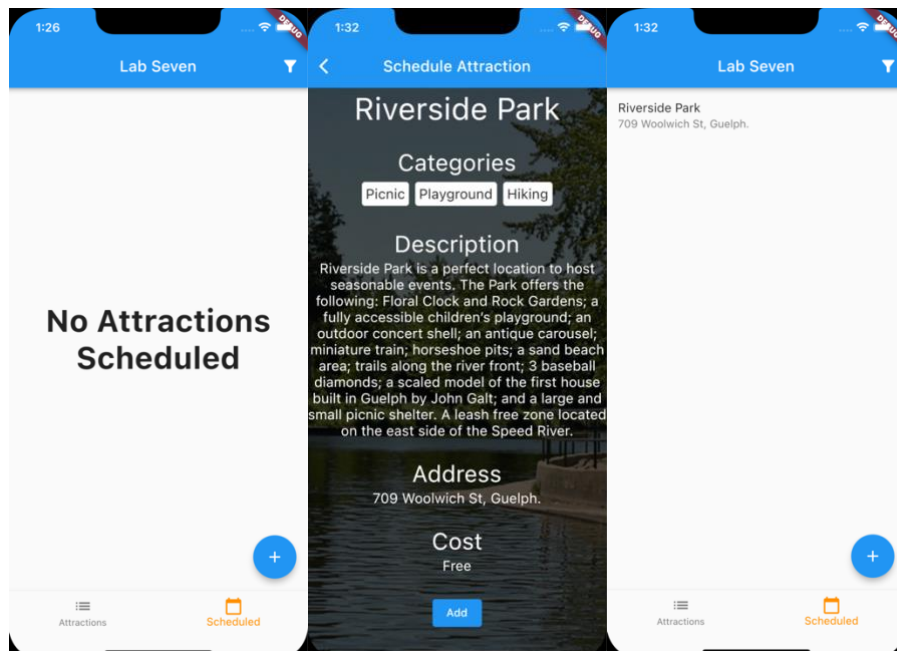 1:26
DEBUG
Lab Seven
No Attractions
Scheduled
+
Attractions
Scheduled
1:32
DEBUG
Schedule Attraction
Riverside Park
Categories
Picnic Playground Hiking
Description
Riverside Park is a perfect location to host
seasonable events. The Park offers the
following: Floral Clock and Rock Gardens; a
fully accessible children's playground; an
outdoor concert shell; an antique carousel;
miniature train; horseshoe pits; a sand beach
area; trails along the river front; 3 baseball
diamonds; a scaled model of the first house
built in Guelph by John Galt; and a large and
small picnic shelter. A leash free zone located
on the east side of the Speed River.
Address
709 Woolwich St, Guelph.
Cost
Free
Add
1:32
DEBUG
Lab Seven
Riverside Park
709 Woolwich St, Guelph.
+
Attractions
Scheduled